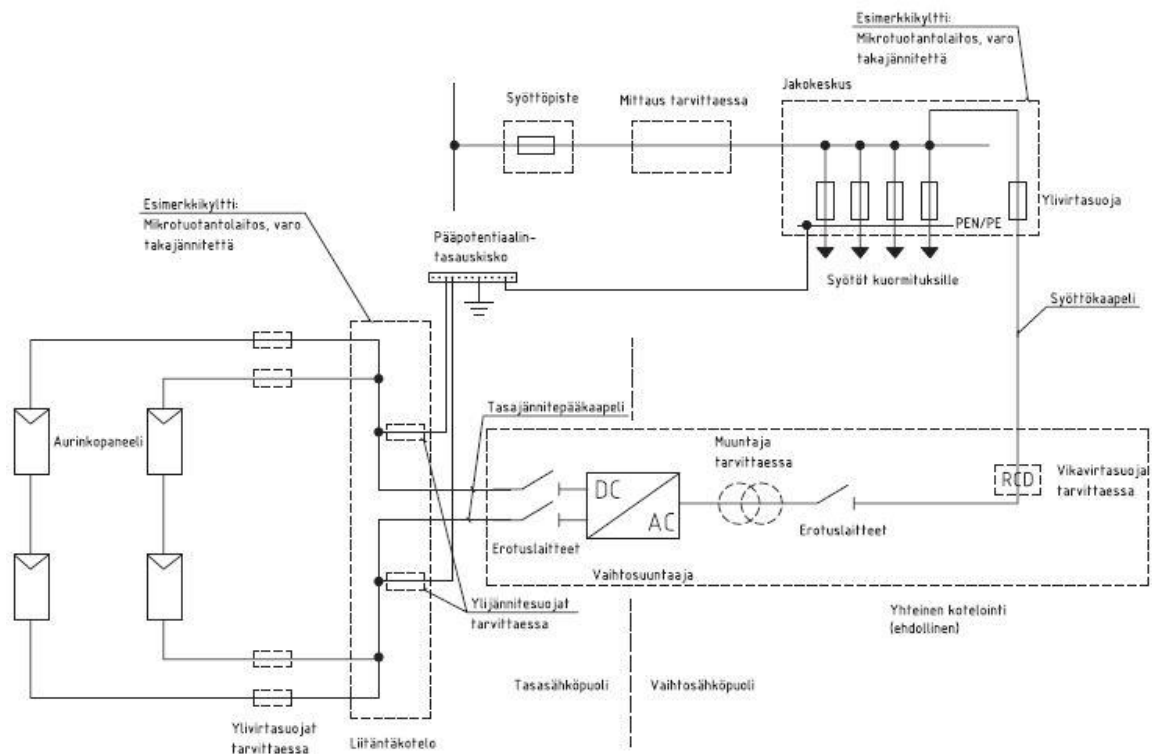 Esimerkkikyltti:
Mikrotuotantolaitos, varo
takajännitettä
Syöttöpiste
Mittaus tarvittaessa
Jakokeskus
Ylivirtasuoja
PEN/PE
Syötöt kuormituksille
Esimerkkikyltti:
Mikrotuotantolaitos, varo
takajännitettä
Pääpotentiaalin-
tasauskisko
Syöttökaapeli
Tasajännitepääkaapeli
Aurinkopaneeli
Muuntaja
tarvittaessa
RCD
Vikavirtasuoja
tarvittaessa
DC
AC
Erotuslaitteet
Erotuslaitteet
Vaihtosuuntaaja
Ylijännitesuojat
tarvittaessa
Yhteinen kotelointi
(ehdollinen)
Tasasähköpuoli
Vaihtosähköpuoli
Ylivirtasuojat
tarvittaessa
Liitäntäkotelo